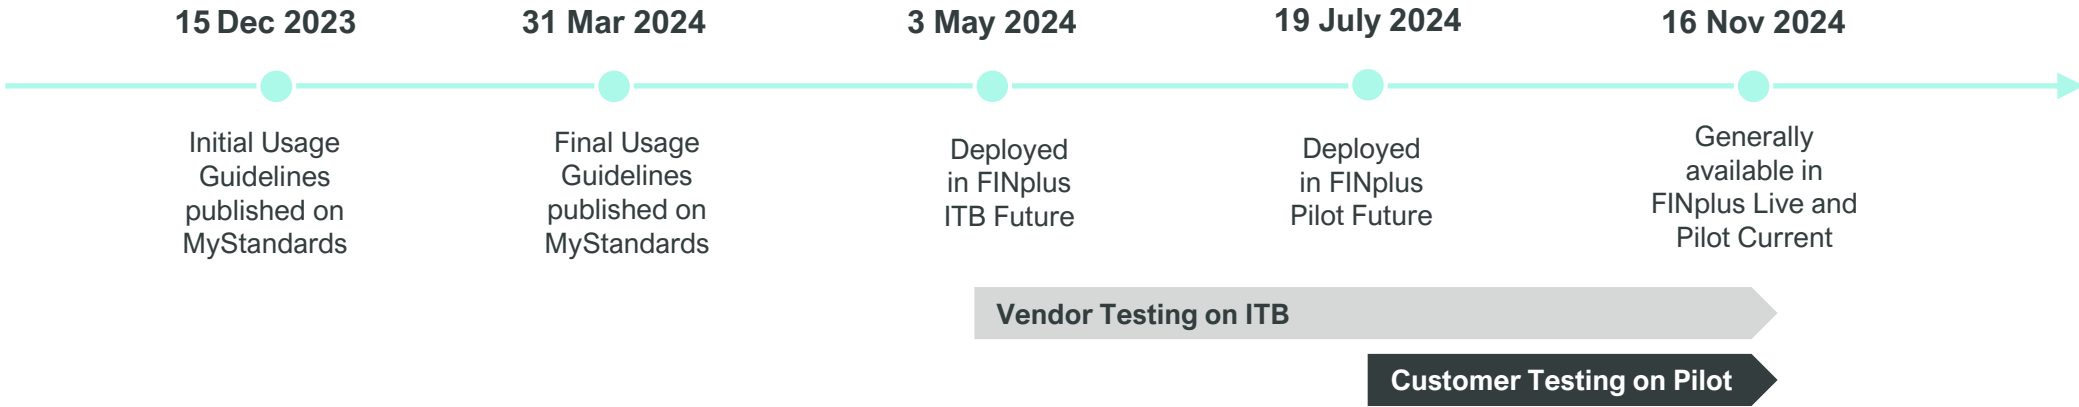 15 Dec 2023
31 Mar 2024
3 May 2024
19 July 2024
16 Nov 2024
Initial Usage
Guidelines
published on
MyStandards
Final Usage
Guidelines
published on
MyStandards
Deployed
in FINplus
ITB Future
Deployed
in FINplus
Pilot Future
Generally
available in
FINplus Live and
Pilot Current
Vendor Testing on ITB
Customer Testing on Pilot